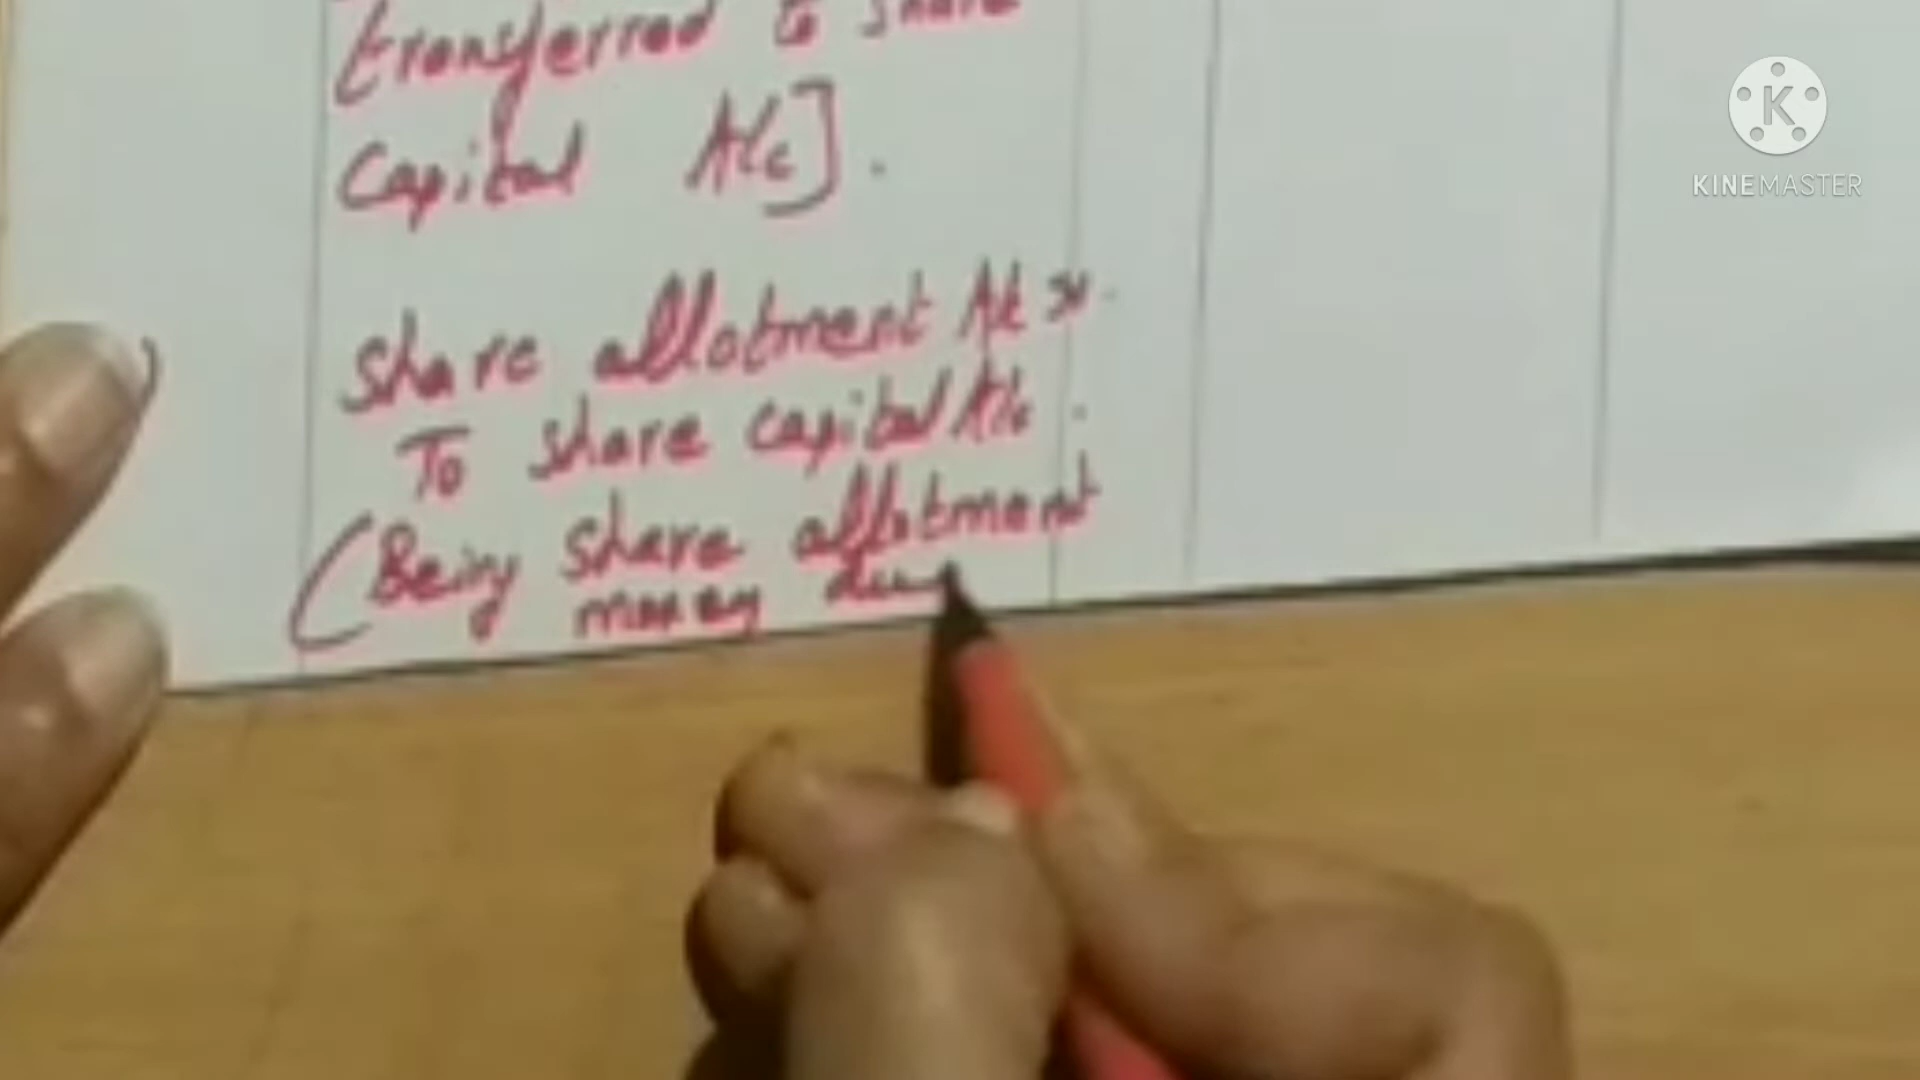 transferred to share
capital A/c].
Share allotment A/c Dr.
To share capital A/c.
(Being share allotment
money due
K
KINEMASTER